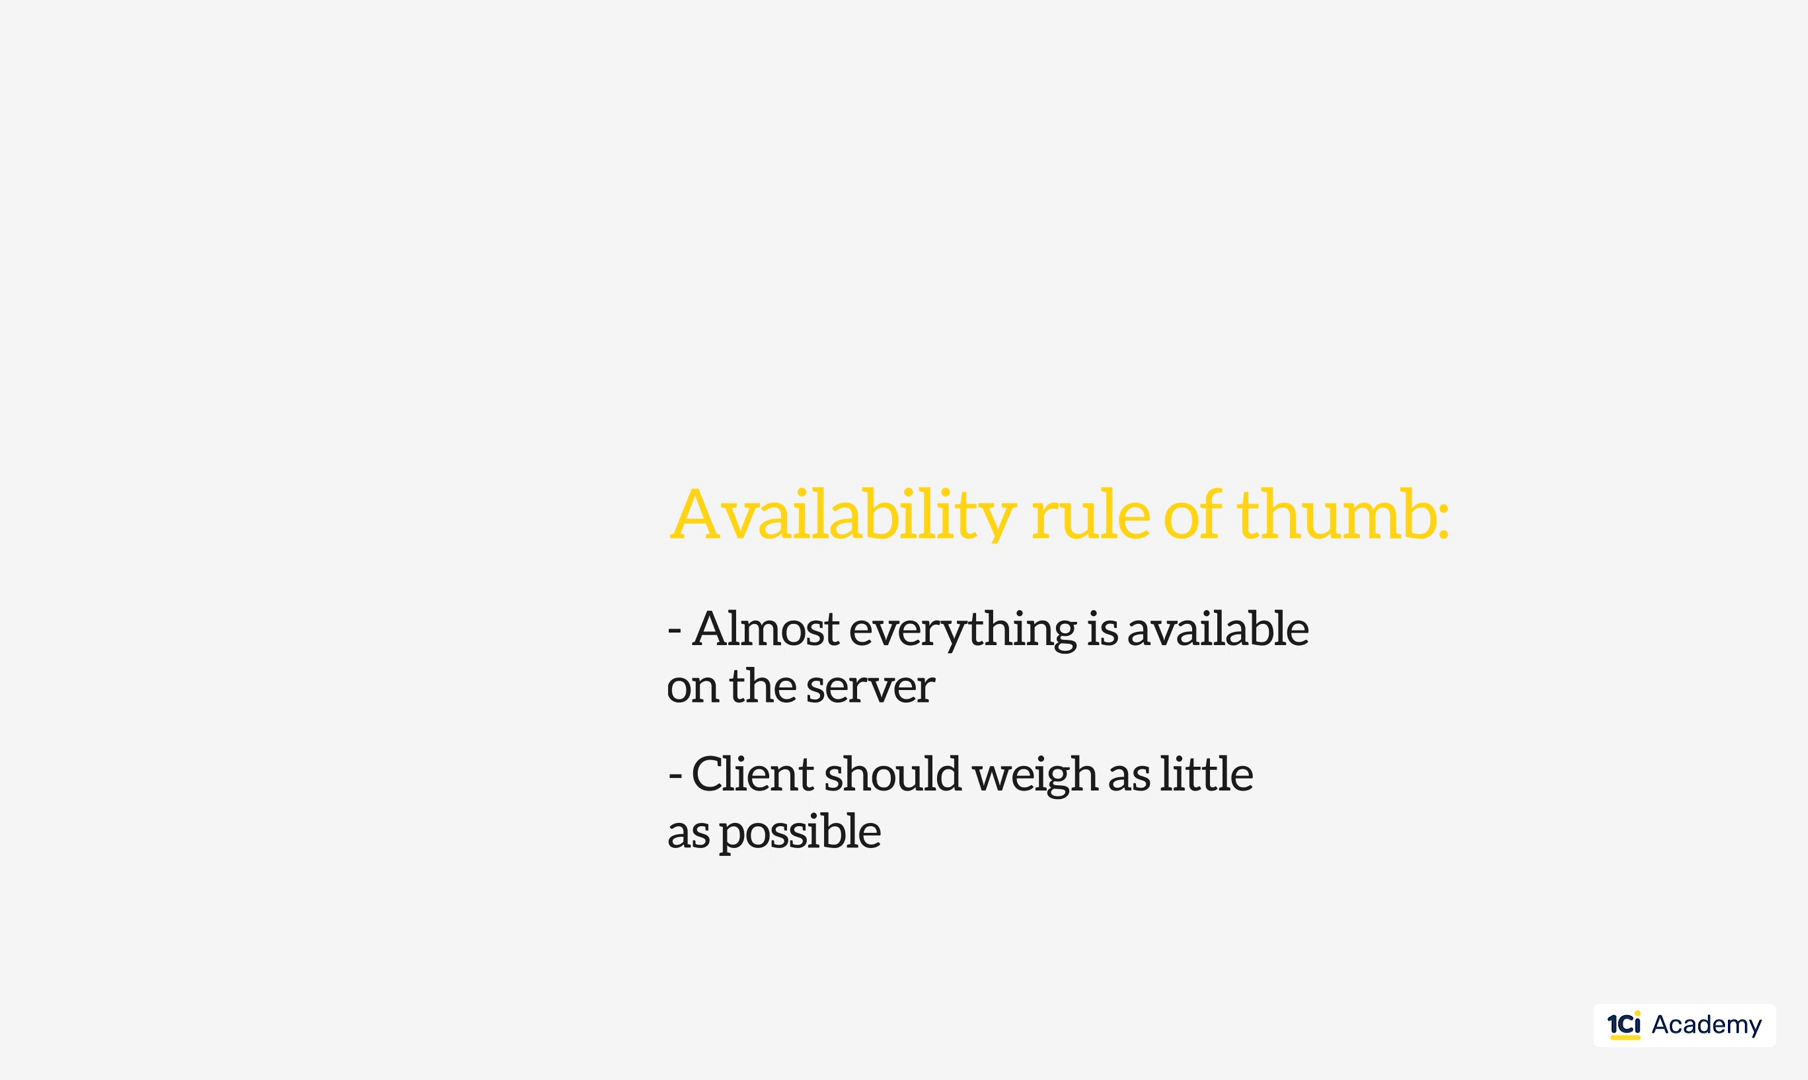 Availability rule of thumb:
- Almost everything is available
on the server
- Client should weigh as little
as possible
1Ci Academy